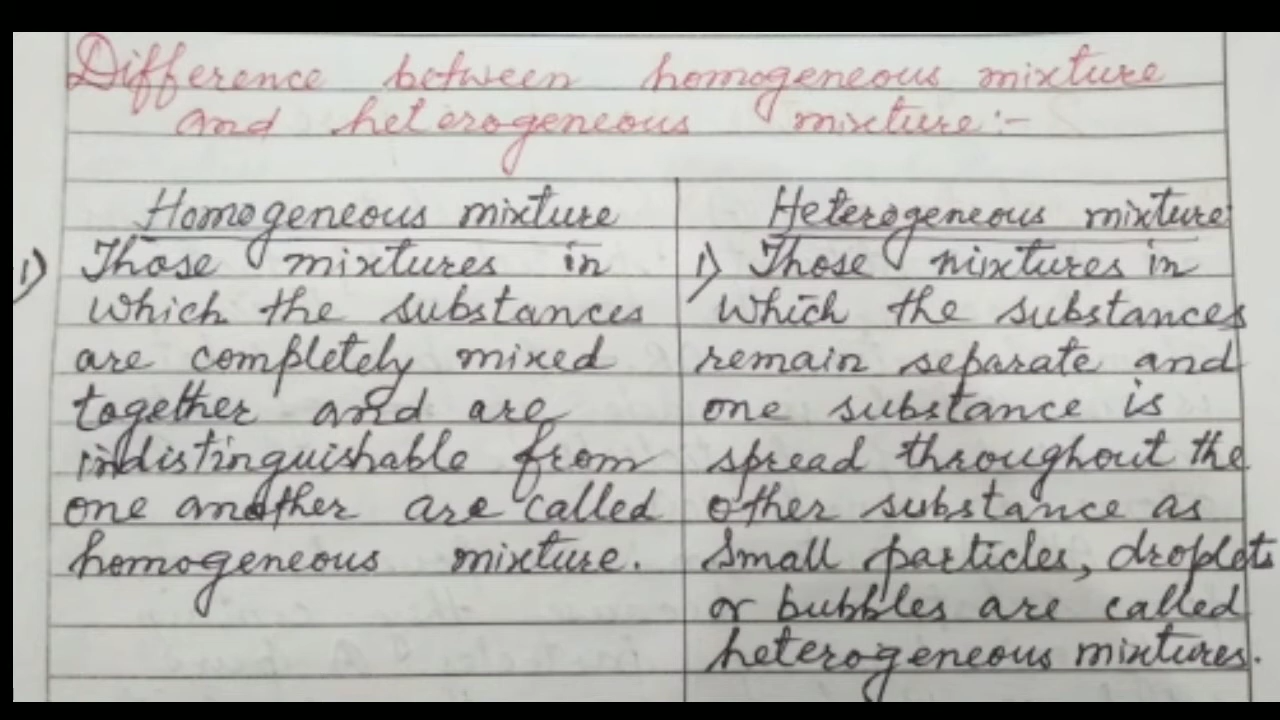 Difference between homogeneous mixture
and heterogeneous mixture:-
Homogeneous mixture
1) Those mixtures in
which the substances
are completely mixed
together and are
indistinguishable from
one another are called
homogeneous mixture.
Heterogeneous mixture
1) Those mixtures in
which the substances
remain separate and
one substance is
spread throughout the
other substance as
small particles, droplets
or bubbles are called
heterogeneous mixtures.